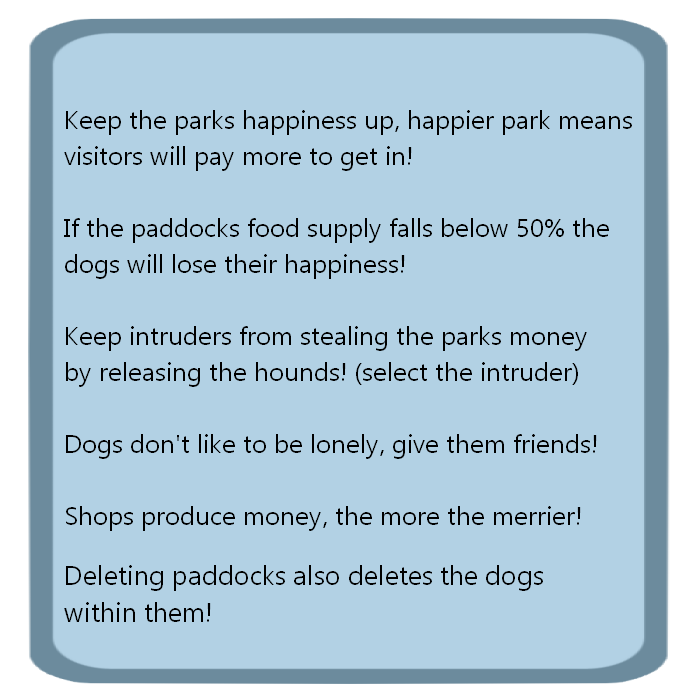 Keep the parks happiness up, happier park means
visitors will pay more to get in!
If the paddocks food supply falls below 50% the
dogs will lose their happiness!
Keep intruders from stealing the parks money
by releasing the hounds! (select the intruder)
Dogs don't like to be lonely, give them friends!
Shops produce money, the more the merrier!
Deleting paddocks also deletes the dogs
within them!